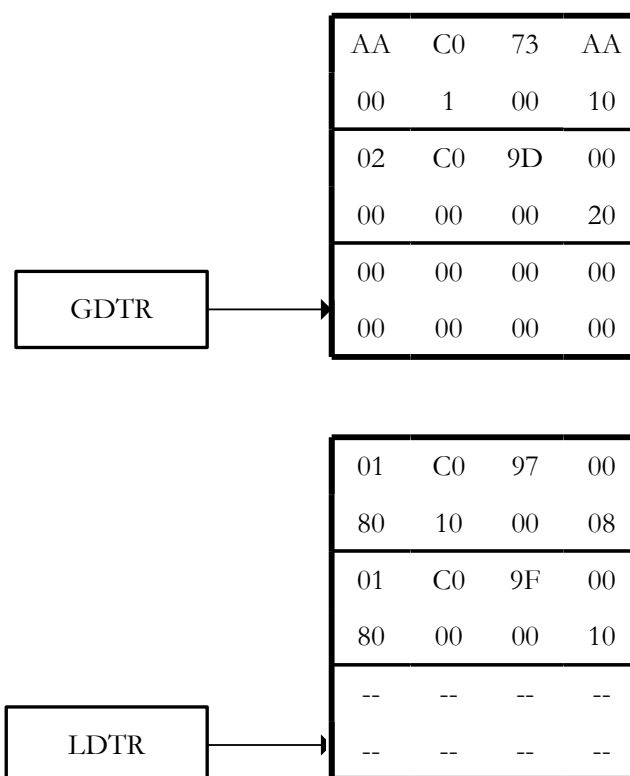 AA C0 73 AA
00 1 00 10
02 C0 9D 00
00 00 00 20
00 00 00 00
GDTR
00 00 00 00
01 C0 97 00
80 10 00 08
01 C0 9F 00
80 00 00 10
-- -- -- --
LDTR
-- -- -- --